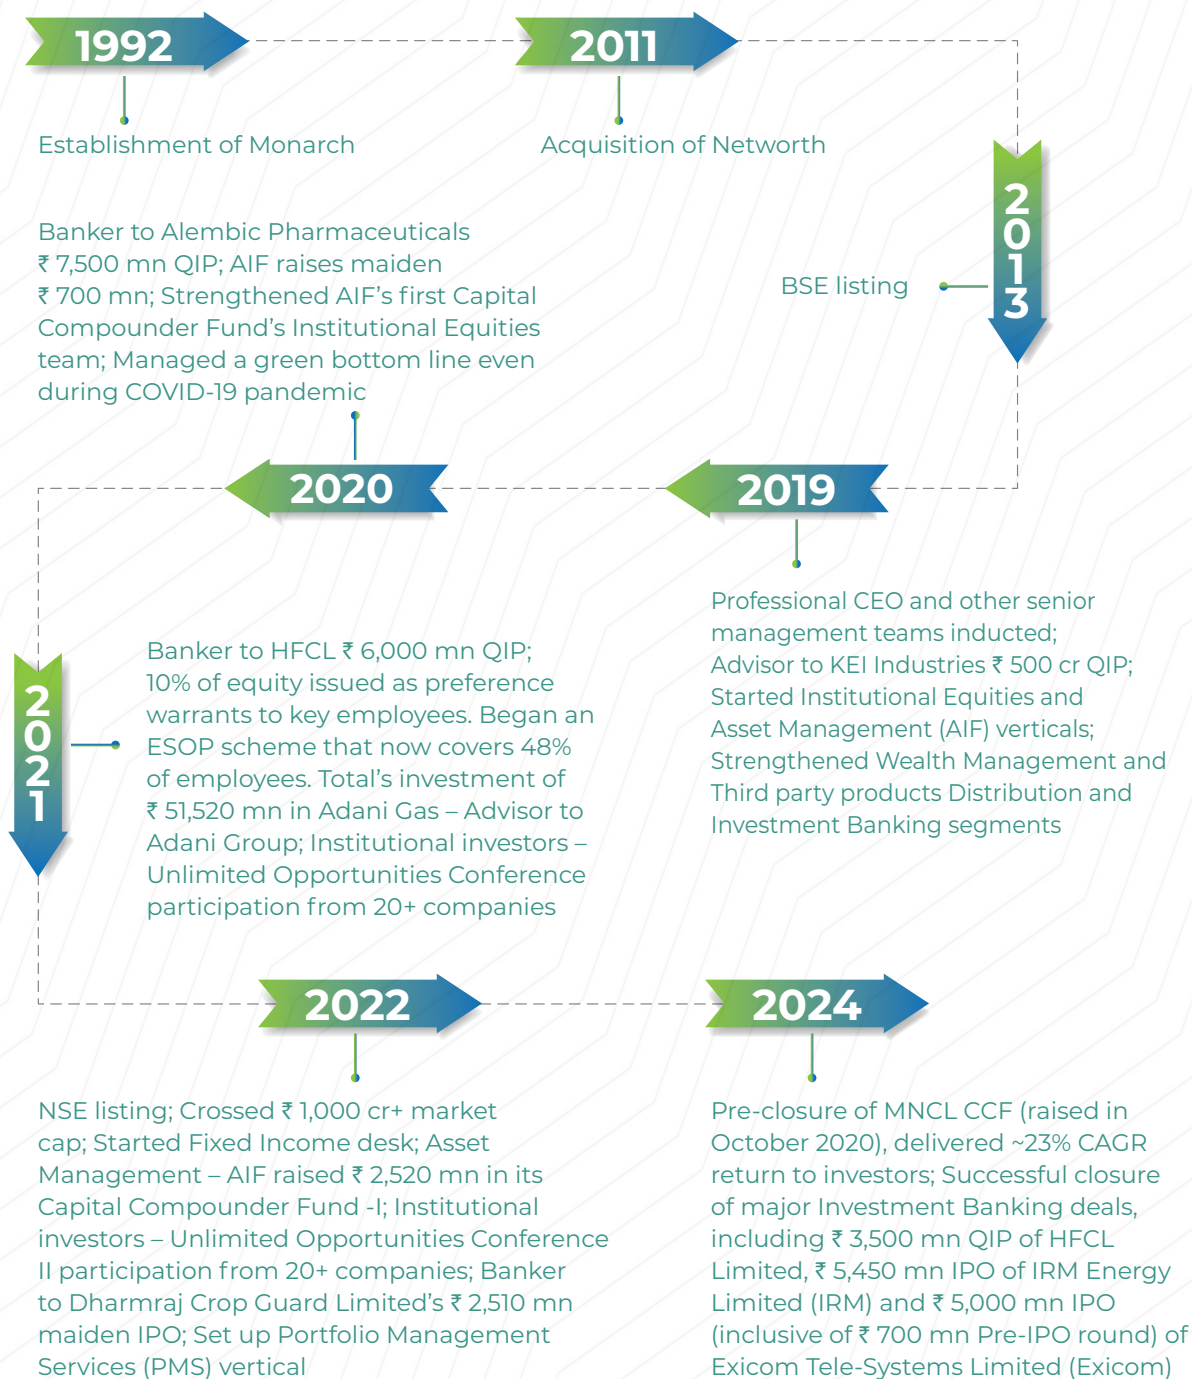 1992
Establishment of Monarch
2011
Acquisition of Networth
2013
BSE listing
2019
Professional CEO and other senior
management teams inducted;
Advisor to KEI Industries ₹ 500 cr QIP;
Started Institutional Equities and
Asset Management (AIF) verticals;
Strengthened Wealth Management and
Third party products Distribution and
Investment Banking segments
2020
Banker to Alembic Pharmaceuticals
₹ 7,500 mn QIP; AIF raises maiden
₹ 700 mn; Strengthened AIF's first Capital
Compounder Fund's Institutional Equities
team; Managed a green bottom line even
during COVID-19 pandemic
2021
Banker to HFCL ₹ 6,000 mn QIP;
10% of equity issued as preference
warrants to key employees. Began an
ESOP scheme that now covers 48%
of employees. Total's investment of
₹ 51,520 mn in Adani Gas – Advisor to
Adani Group; Institutional investors –
Unlimited Opportunities Conference
participation from 20+ companies
2022
NSE listing; Crossed ₹ 1,000 cr+ market
cap; Started Fixed Income desk; Asset
Management – AIF raised ₹ 2,520 mn in its
Capital Compounder Fund -I; Institutional
investors – Unlimited Opportunities Conference
II participation from 20+ companies; Banker
to Dharmraj Crop Guard Limited's ₹ 2,510 mn
maiden IPO; Set up Portfolio Management
Services (PMS) vertical
2024
Pre-closure of MNCL CCF (raised in
October 2020), delivered ~23% CAGR
return to investors; Successful closure
of major Investment Banking deals,
including ₹ 3,500 mn QIP of HFCL
Limited, ₹ 5,450 mn IPO of IRM Energy
Limited (IRM) and ₹ 5,000 mn IPO
(inclusive of ₹ 700 mn Pre-IPO round) of
Exicom Tele-Systems Limited (Exicom)